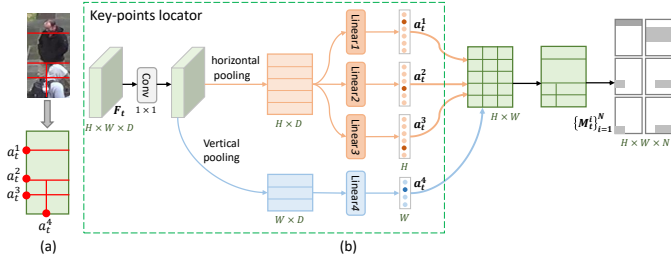 Key-points locator
F_t
H × W × D
Conv
1 × 1
horizontal
pooling
Vertical
pooling
H × D
W × D
Linear1
Linear2
Linear3
Linear4
a_t^1
a_t^2
a_t^3
H
a_t^4
W
H × W
{M_t^i}_{i=1}^N
H × W × N
a_t^1
a_t^2
a_t^3
a_t^4
(a)
(b)